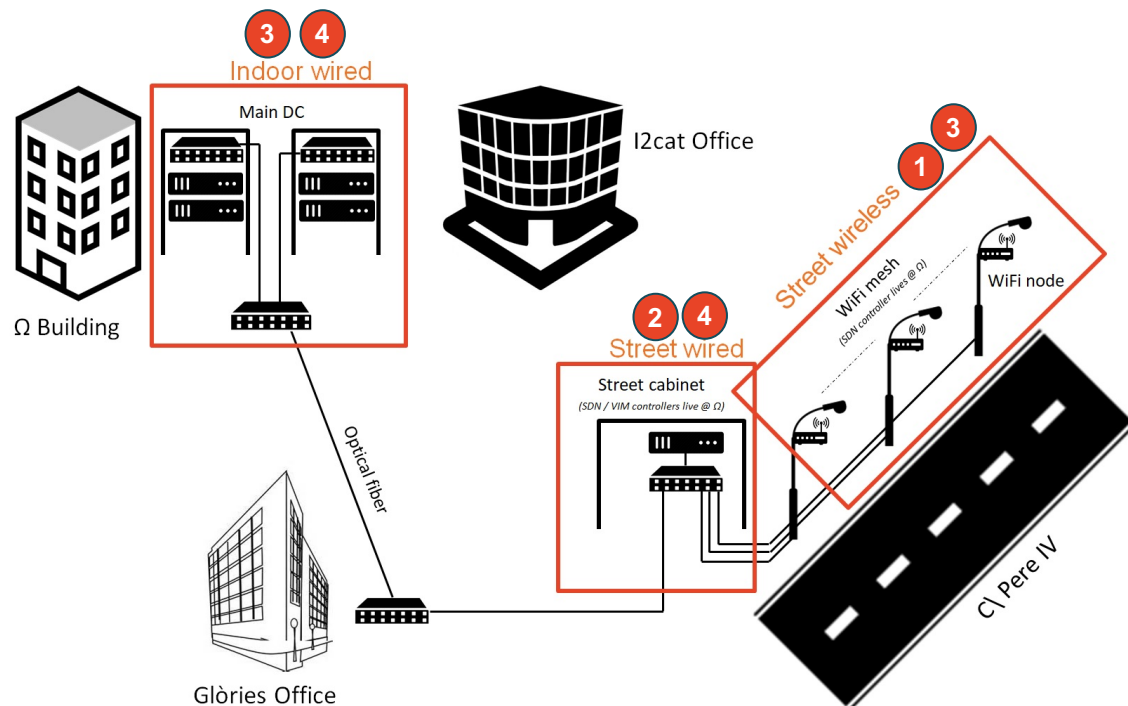 3 4
Indoor wired
Main DC
Ω Building
I2cat Office
3
1
Street wireless
WiFi mesh
(SDN controller lives @ Ω)
WiFi node
2 4
Street wired
Street cabinet
(SDN / VIM controllers live @ Ω)
Optical fiber
C\ Pere IV
Glòries Office